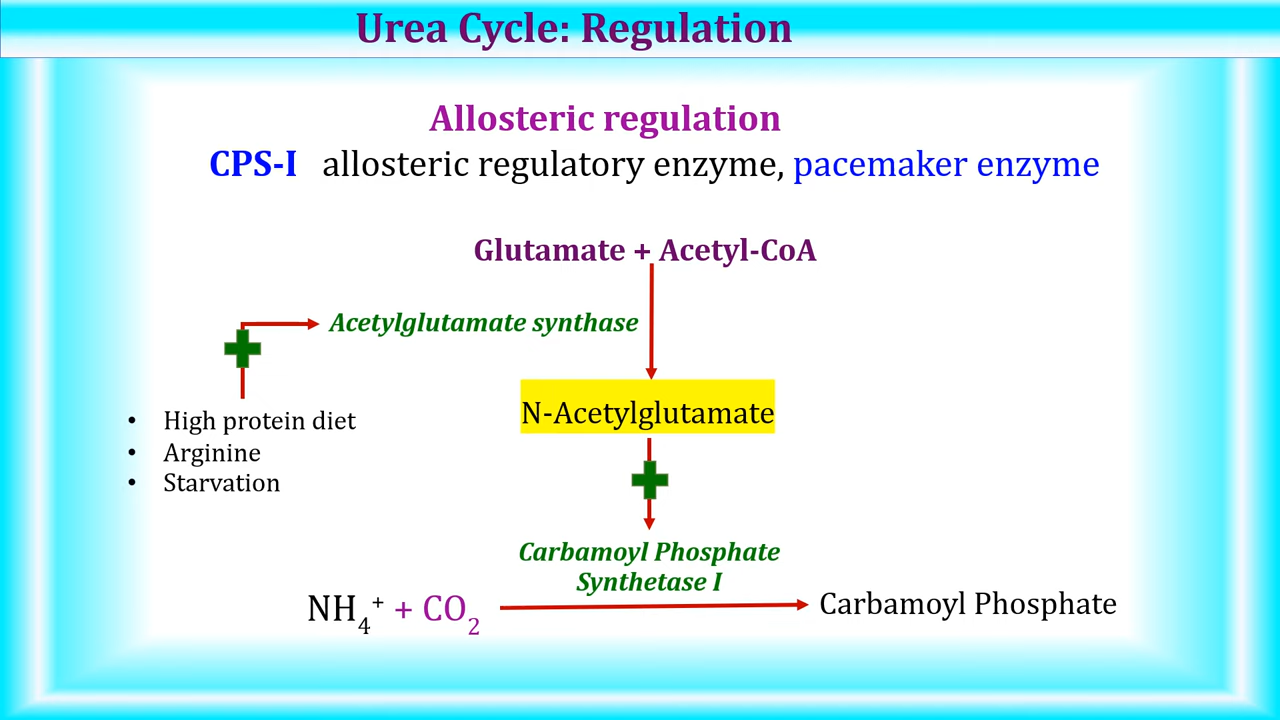 Urea Cycle: Regulation
Allosteric regulation
CPS-I allosteric regulatory enzyme, pacemaker enzyme
Glutamate + Acetyl-CoA
Acetylglutamate synthase
N-Acetylglutamate
• High protein diet
• Arginine
• Starvation
Carbamoyl Phosphate
Synthetase I
NH₄⁺ + CO₂
Carbamoyl Phosphate